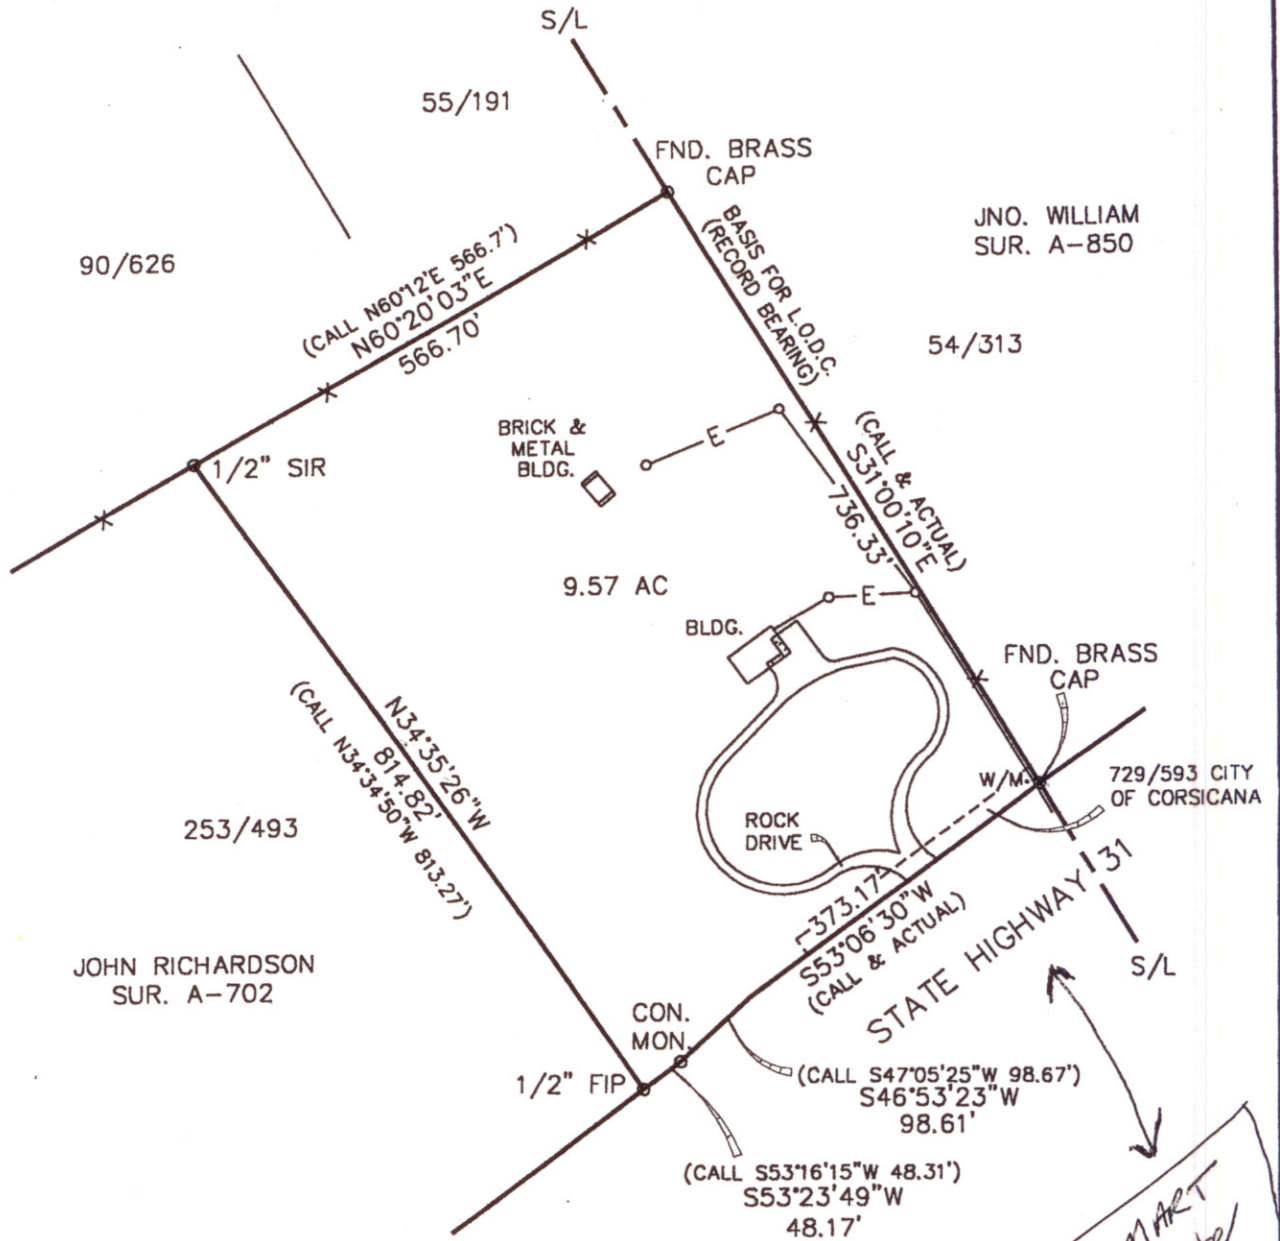 S/L
55/191
FND. BRASS
CAP
JNO. WILLIAM
SUR. A-850
90/626
(CALL N60°12'E 566.7')
N60°20'03"E
566.70'
BASIS FOR L.O.D.C.
(RECORD BEARING)
54/313
BRICK &
METAL
BLDG.
E
(CALL & ACTUAL)
S31°00'10"E
736.33'
1/2" SIR
9.57 AC
E
BLDG.
FND. BRASS
CAP
N34°35'26"W
814.82'
(CALL N34°34'50"W 813.27')
W/M.
729/593 CITY
OF CORSICANA
253/493
ROCK
DRIVE
373.17'
S53°06'30"W
(CALL & ACTUAL)
STATE HIGHWAY 31
S/L
JOHN RICHARDSON
SUR. A-702
CON.
MON.
1/2" FIP
(CALL S47°05'25"W 98.67')
S46°53'23"W
98.61'
(CALL S53°16'15"W 48.31')
S53°23'49"W
48.17'
MART